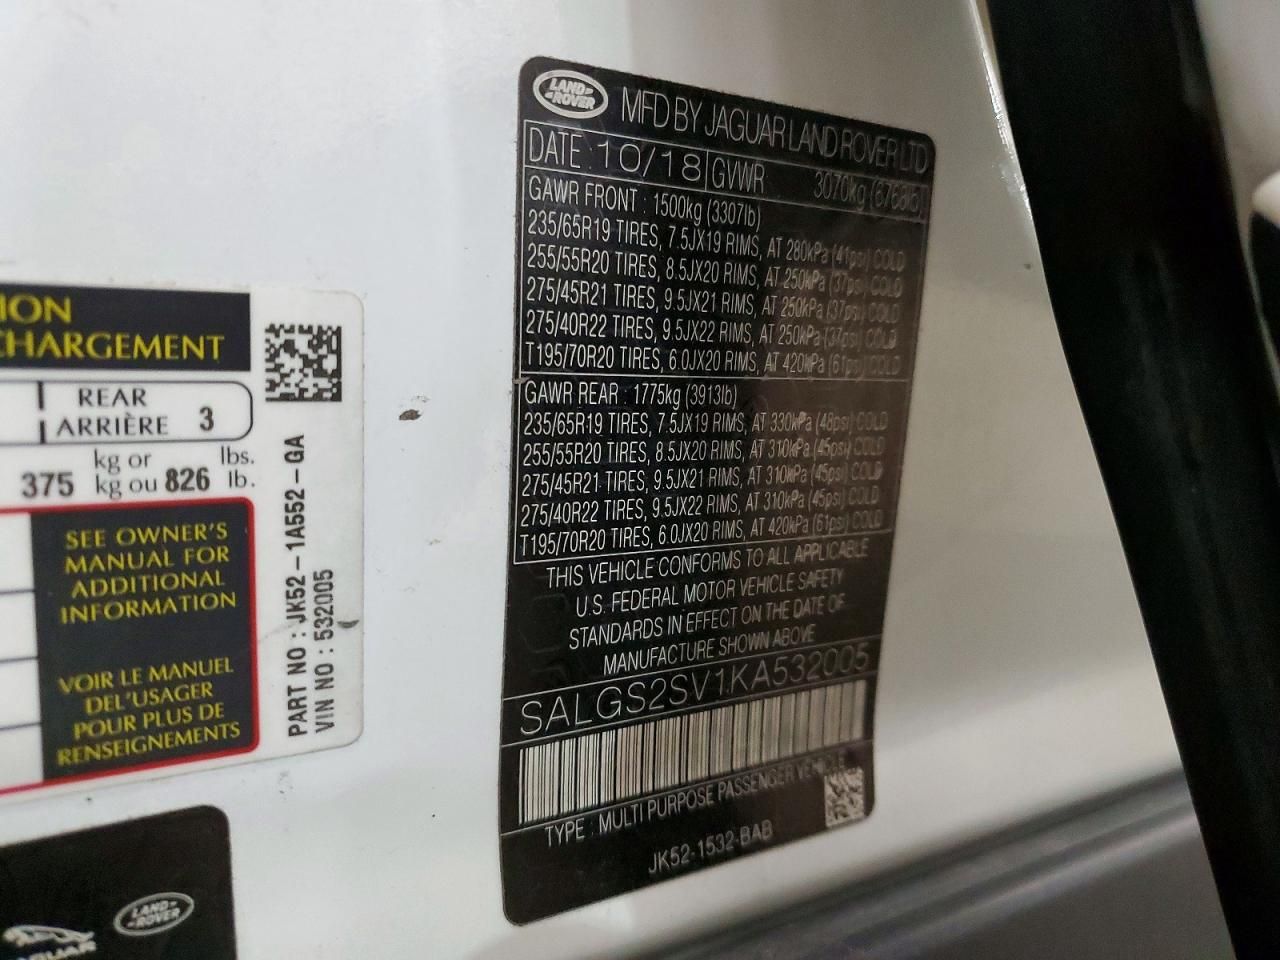 ION
CHARGEMENT
REAR
ARRIÈRE 3
375 kg or lbs.
kg ou 826 lb.
SEE OWNER'S
MANUAL FOR
ADDITIONAL
INFORMATION
VOIR LE MANUEL
DEL'USAGER
POUR PLUS DE
RENSEIGNEMENTS
PART NO : JK52-1A552-GA
VIN NO : 532005
LAND-
ROVER
JAGUAR
LAND-
ROVER
MFD BY JAGUAR LAND ROVER LTD
DATE : 10/18 GVWR 3070kg (6768lb)
GAWR FRONT : 1500kg (3307lb)
235/65R19 TIRES, 7.5JX19 RIMS, AT 280kPa (41psi) COLD
255/55R20 TIRES, 8.5JX20 RIMS, AT 250kPa (37psi) COLD
275/45R21 TIRES, 9.5JX21 RIMS, AT 250kPa (37psi) COLD
275/40R22 TIRES, 9.5JX22 RIMS, AT 250kPa (37psi) COLD
T195/70R20 TIRES, 6.0JX20 RIMS, AT 420kPa (61psi) COLD
GAWR REAR : 1775kg (3913lb)
235/65R19 TIRES, 7.5JX19 RIMS, AT 330kPa (48psi) COLD
255/55R20 TIRES, 8.5JX20 RIMS, AT 310kPa (45psi) COLD
275/45R21 TIRES, 9.5JX21 RIMS, AT 310kPa (45psi) COLD
275/40R22 TIRES, 9.5JX22 RIMS, AT 310kPa (45psi) COLD
T195/70R20 TIRES, 6.0JX20 RIMS, AT 420kPa (61psi) COLD
THIS VEHICLE CONFORMS TO ALL APPLICABLE
U.S. FEDERAL MOTOR VEHICLE SAFETY
STANDARDS IN EFFECT ON THE DATE OF
MANUFACTURE SHOWN ABOVE
SALGS2SV1KA532005
TYPE : MULTI PURPOSE PASSENGER VEHICLE
JK52-1532-BAB